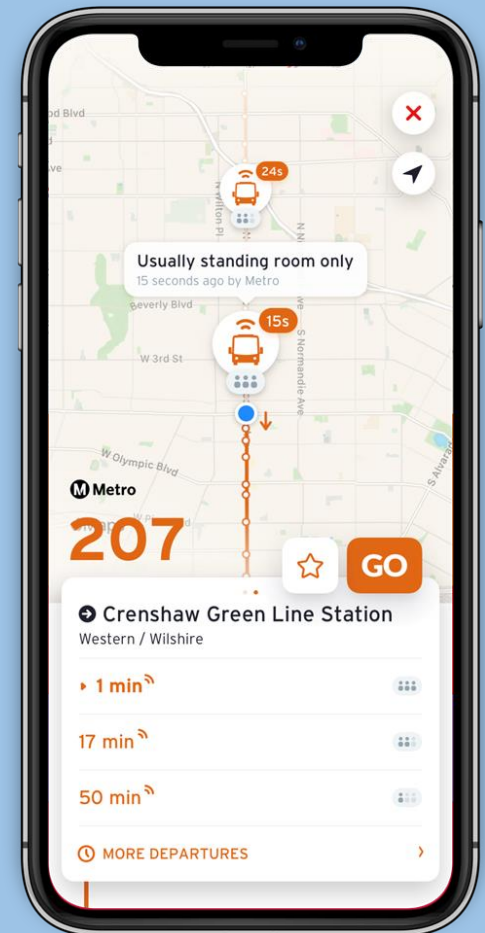 od Blvd
24s
N Wilton Pl
Usually standing room only
15 seconds ago by Metro
Beverly Blvd
15s
W 3rd St
S Normandie Ave
W Olympic Blvd
S Alvarad
M Metro
207
GO
Crenshaw Green Line Station
Western / Wilshire
1 min
17 min
50 min
MORE DEPARTURES